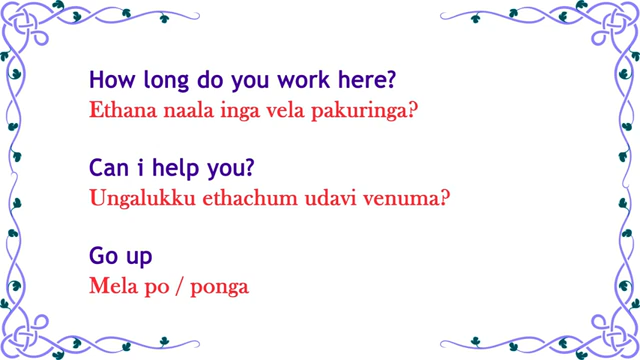 How long do you work here?
Ethana naala inga vela pakuringa?
Can i help you?
Ungalukku ethachum udavi venuma?
Go up
Mela po / ponga